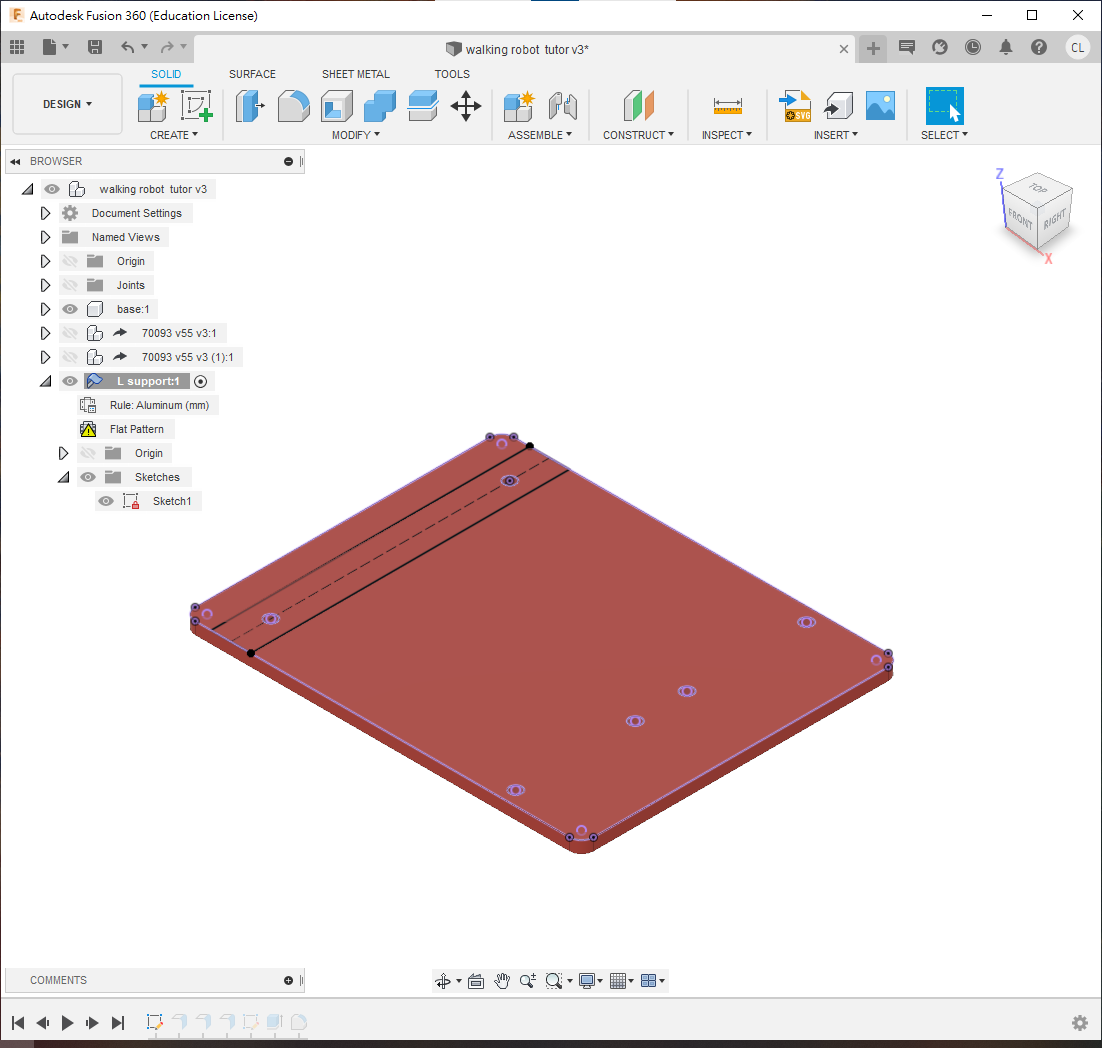 Autodesk Fusion 360 (Education License)
walking robot tutor v3*
CL
SOLID
SURFACE
SHEET METAL
TOOLS
DESIGN ▾
CREATE ▾
MODIFY ▾
ASSEMBLE ▾
CONSTRUCT ▾
INSPECT ▾
SVG
INSERT ▾
SELECT ▾
BROWSER
walking robot tutor v3
Document Settings
Named Views
Origin
Joints
base:1
70093 v55 v3:1
70093 v55 v3 (1):1
L support:1
Rule: Aluminum (mm)
Flat Pattern
Origin
Sketches
Sketch1
Z
TOP
FRONT
RIGHT
X
COMMENTS